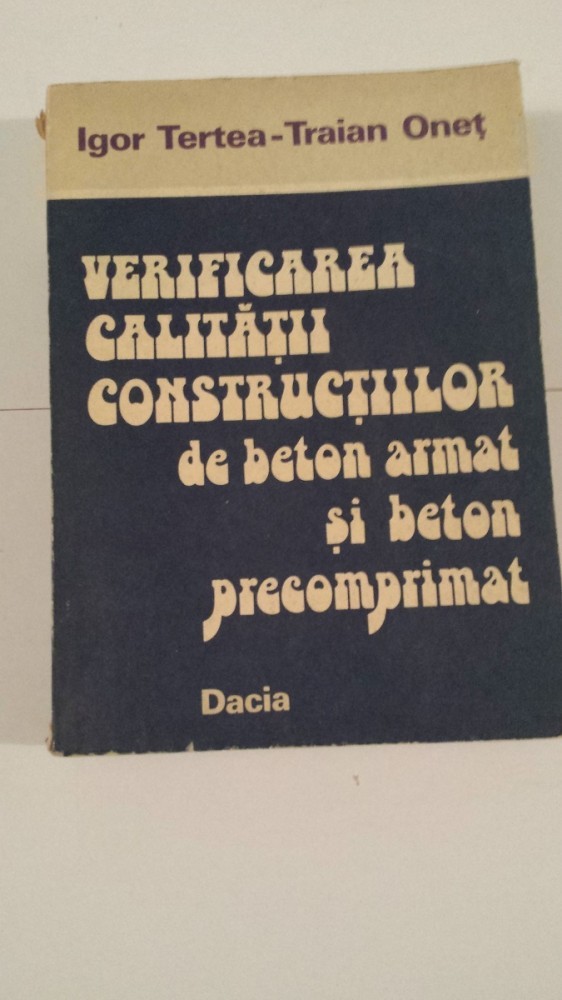 Igor Tertea-Traian Oneț
VERIFICAREA
CALITĂȚII
CONSTRUCȚIILOR
de beton armat
și beton
precomprimat
Dacia